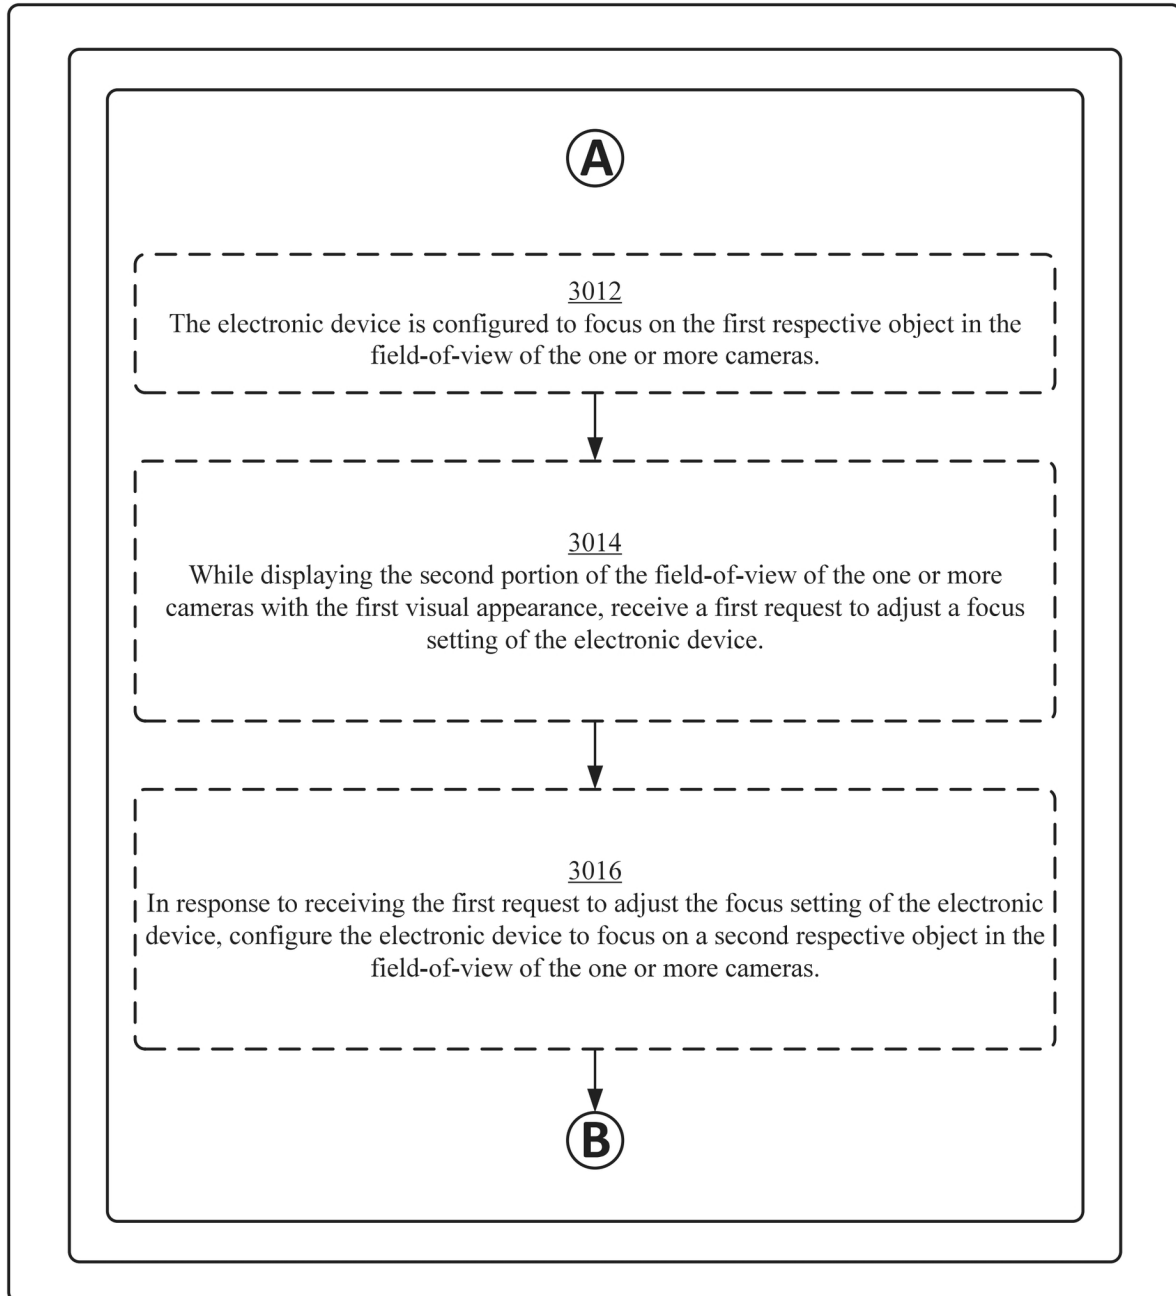 A
3012
The electronic device is configured to focus on the first respective object in the
field-of-view of the one or more cameras.
3014
While displaying the second portion of the field-of-view of the one or more
cameras with the first visual appearance, receive a first request to adjust a focus
setting of the electronic device.
3016
In response to receiving the first request to adjust the focus setting of the electronic
device, configure the electronic device to focus on a second respective object in the
field-of-view of the one or more cameras.
B